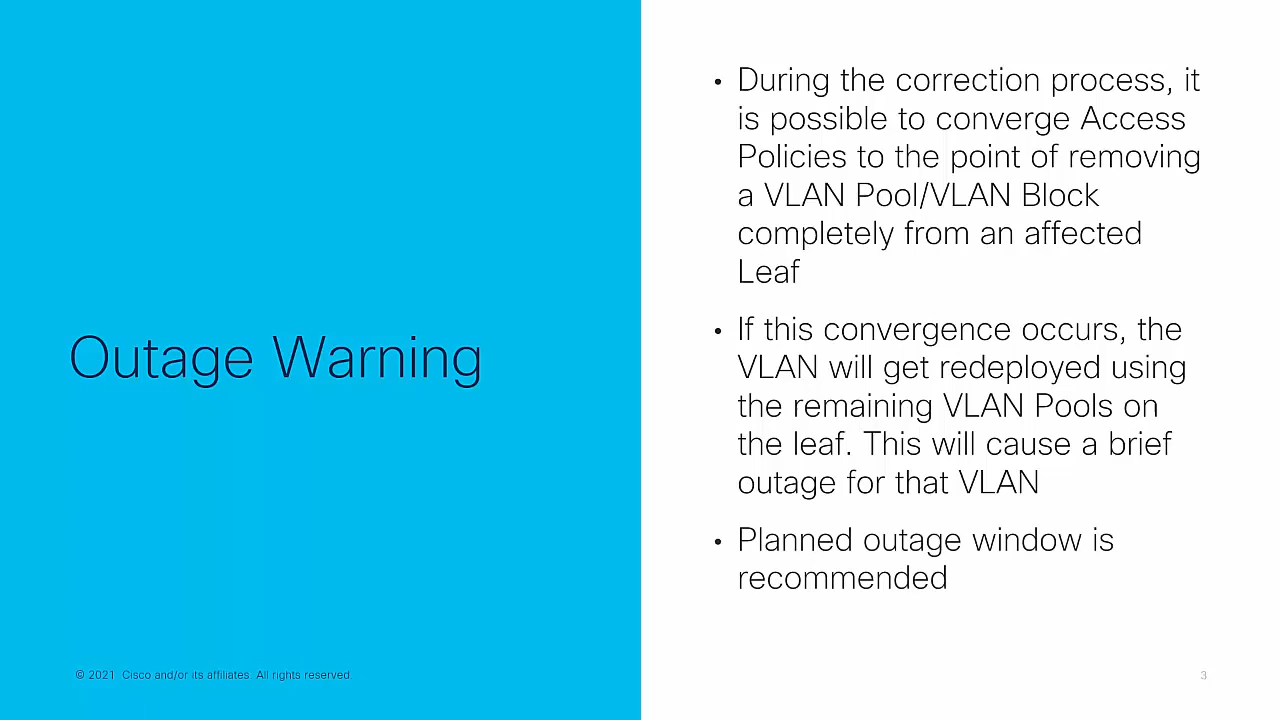 Outage Warning
• During the correction process, it
is possible to converge Access
Policies to the point of removing
a VLAN Pool/VLAN Block
completely from an affected
Leaf
• If this convergence occurs, the
VLAN will get redeployed using
the remaining VLAN Pools on
the leaf. This will cause a brief
outage for that VLAN
• Planned outage window is
recommended
© 2021 Cisco and/or its affiliates. All rights reserved.
3